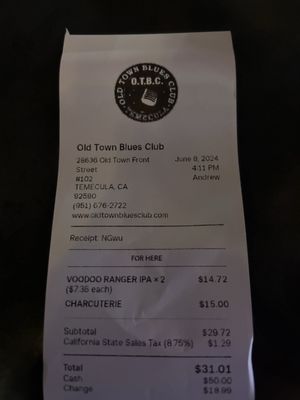 OLD TOWN BLUES CLUB
O.T.B.C.
TEMECULA
Old Town Blues Club
28636 Old Town Front June 8, 2024
Street 4:11 PM
#102 Andrew
TEMECULA, CA
92590
(951) 676-2722
www.oldtownbluesclub.com
Receipt: NGwu
FOR HERE
VOODOO RANGER IPA × 2 $14.72
($7.36 each)
CHARCUTERIE $15.00
Subtotal $29.72
California State Sales Tax (8.75%) $1.29
Total $31.01
Cash $50.00
Change $18.99